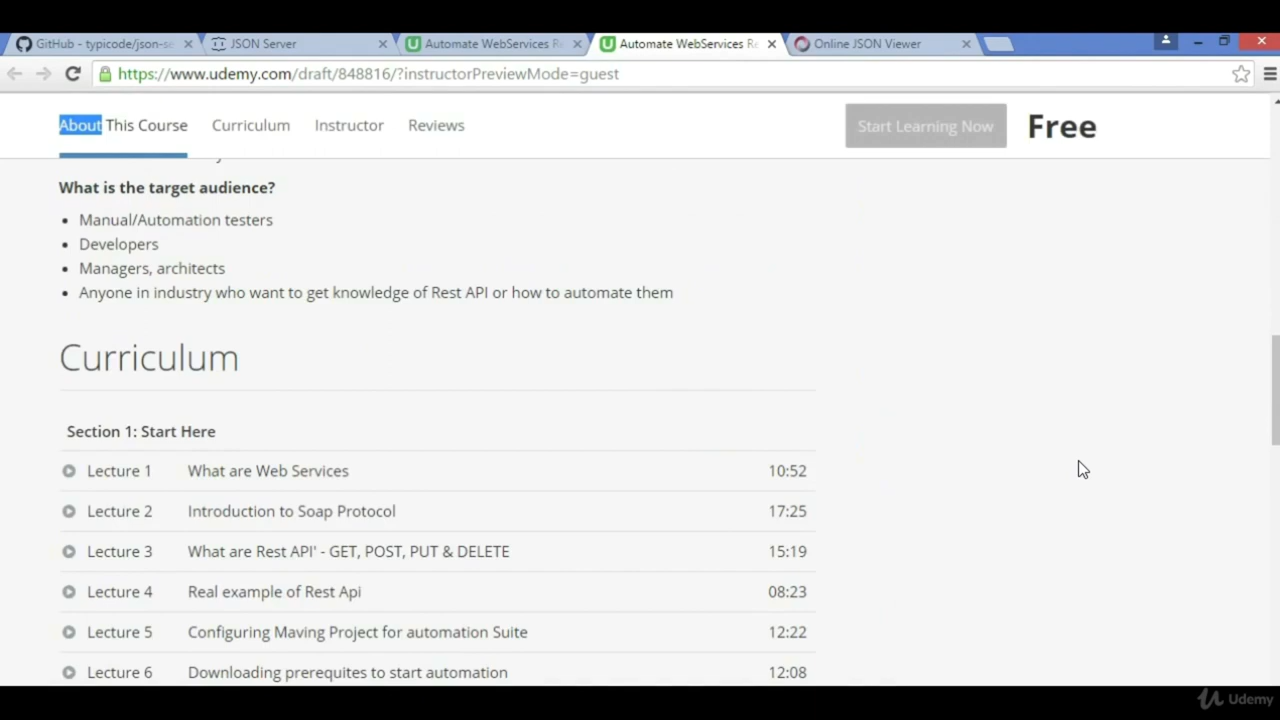 GitHub - typicode/json-se
JSON Server
Automate WebServices Re
Automate WebServices Re
Online JSON Viewer
https://www.udemy.com/draft/848816/?instructorPreviewMode=guest
About This Course
Curriculum
Instructor
Reviews
Start Learning Now
Free
What is the target audience?
Manual/Automation testers
Developers
Managers, architects
Anyone in industry who want to get knowledge of Rest API or how to automate them
Curriculum
Section 1: Start Here
Lecture 1 What are Web Services 10:52
Lecture 2 Introduction to Soap Protocol 17:25
Lecture 3 What are Rest API' - GET, POST, PUT & DELETE 15:19
Lecture 4 Real example of Rest Api 08:23
Lecture 5 Configuring Maving Project for automation Suite 12:22
Lecture 6 Downloading prerequites to start automation 12:08
Udemy